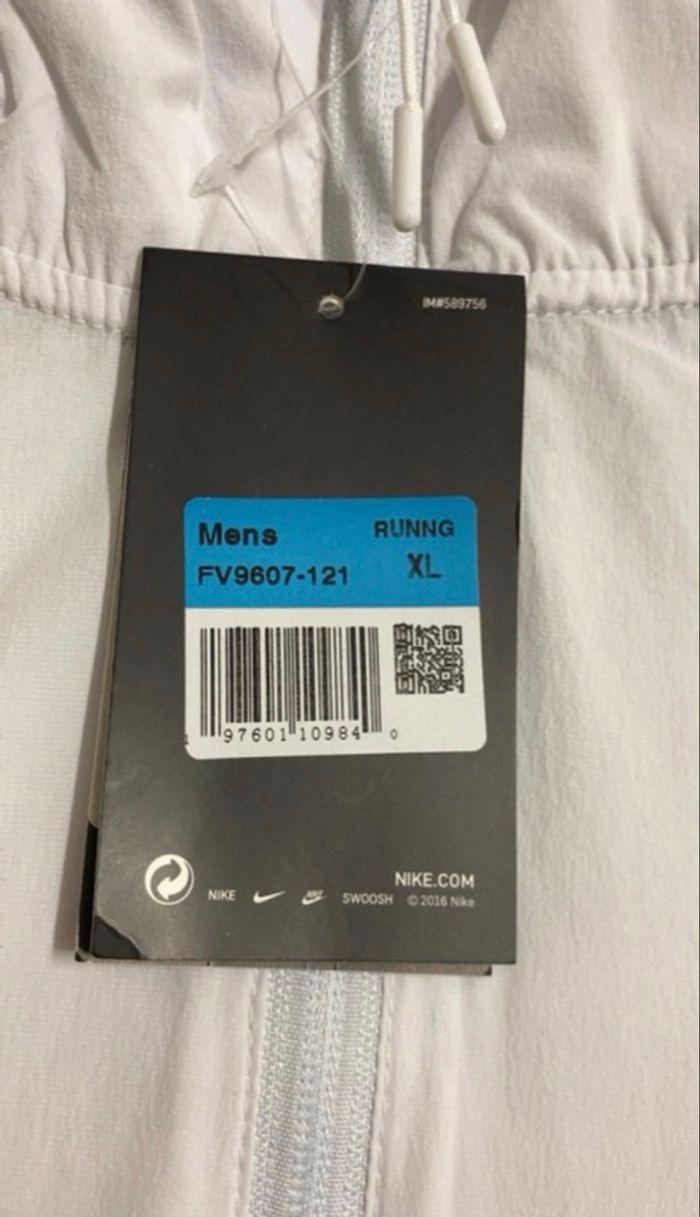 IM#589756
Mens RUNNG
FV9607-121 XL
1 97601 10984 0
NIKE.COM
NIKE SWOOSH © 2016 Nike